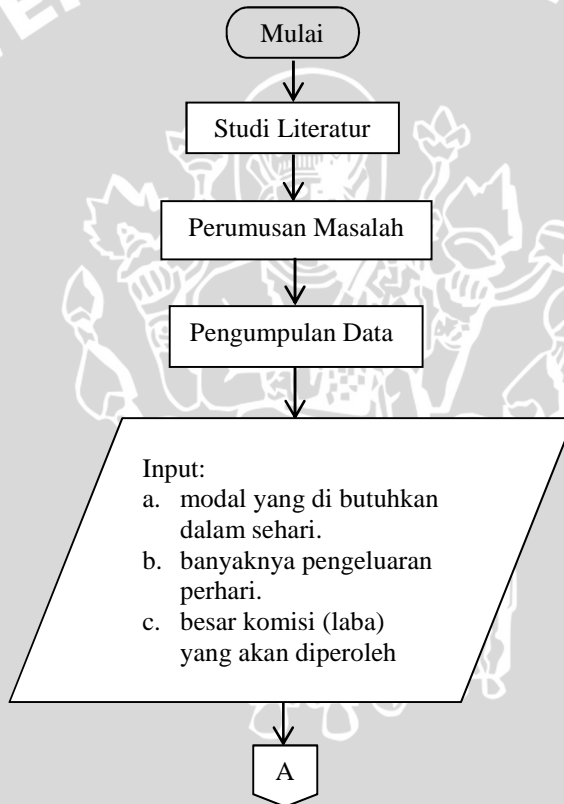 Mulai
Studi Literatur
Perumusan Masalah
Pengumpulan Data
Input:
a. modal yang di butuhkan
dalam sehari.
b. banyaknya pengeluaran
perhari.
c. besar komisi (laba)
yang akan diperoleh
A